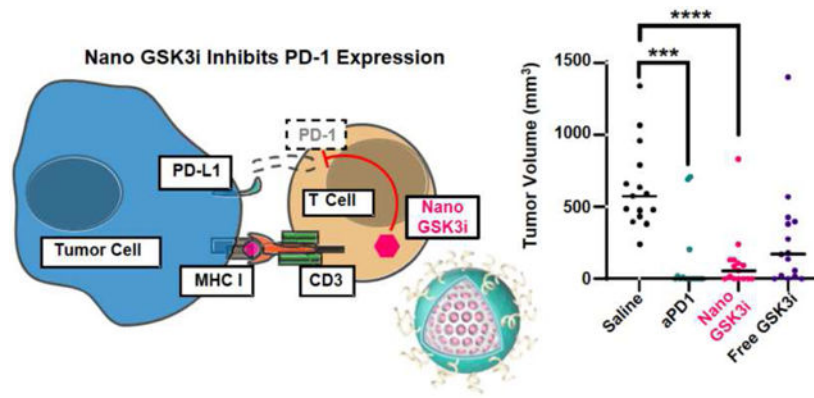 Nano GSK3i Inhibits PD-1 Expression
PD-1
PD-L1
T Cell
Nano
GSK3i
Tumor Cell
MHC I
CD3
****
***
Tumor Volume (mm³)
1500
1000
500
0
Saline
aPD1
Nano
GSK3i
Free GSK3i